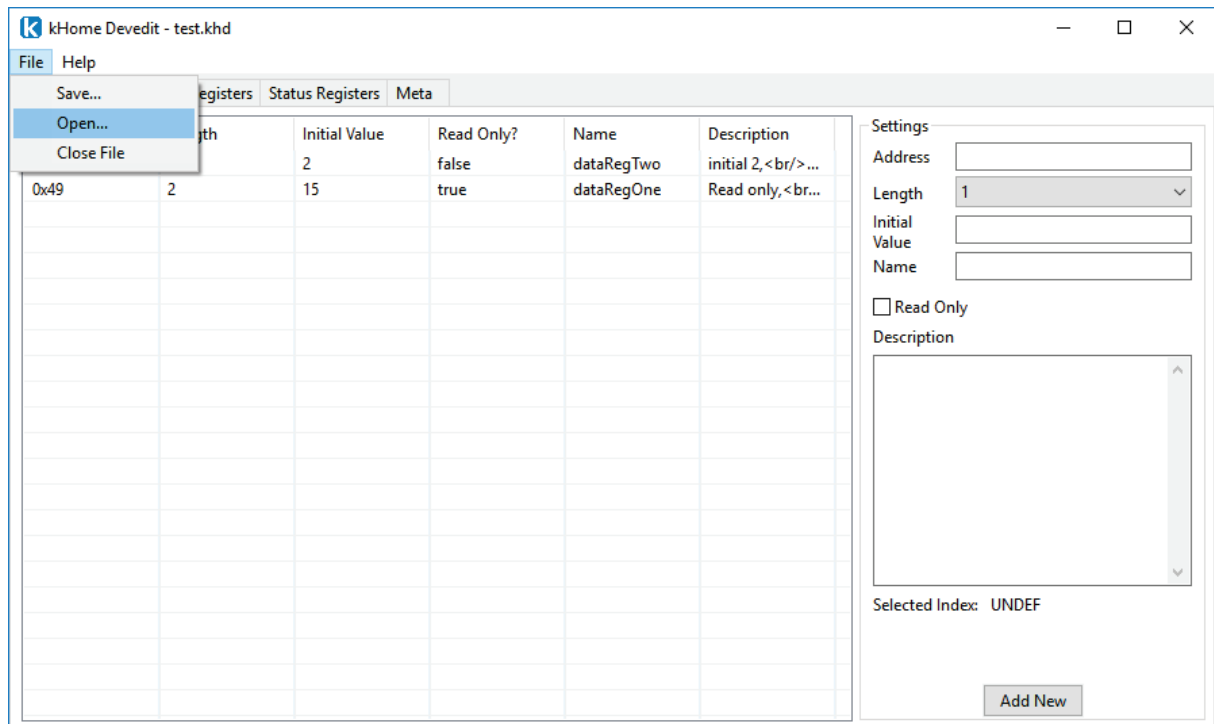 kHome Devedit - test.khd
File Help
Save...
Open...
Close File
egisters Status Registers Meta
gth Initial Value Read Only? Name Description
2 false dataRegTwo initial 2,<br/>...
0x49 2 15 true dataRegOne Read only,<br...
Settings
Address
Length 1
Initial
Value
Name
Read Only
Description
Selected Index: UNDEF
Add New